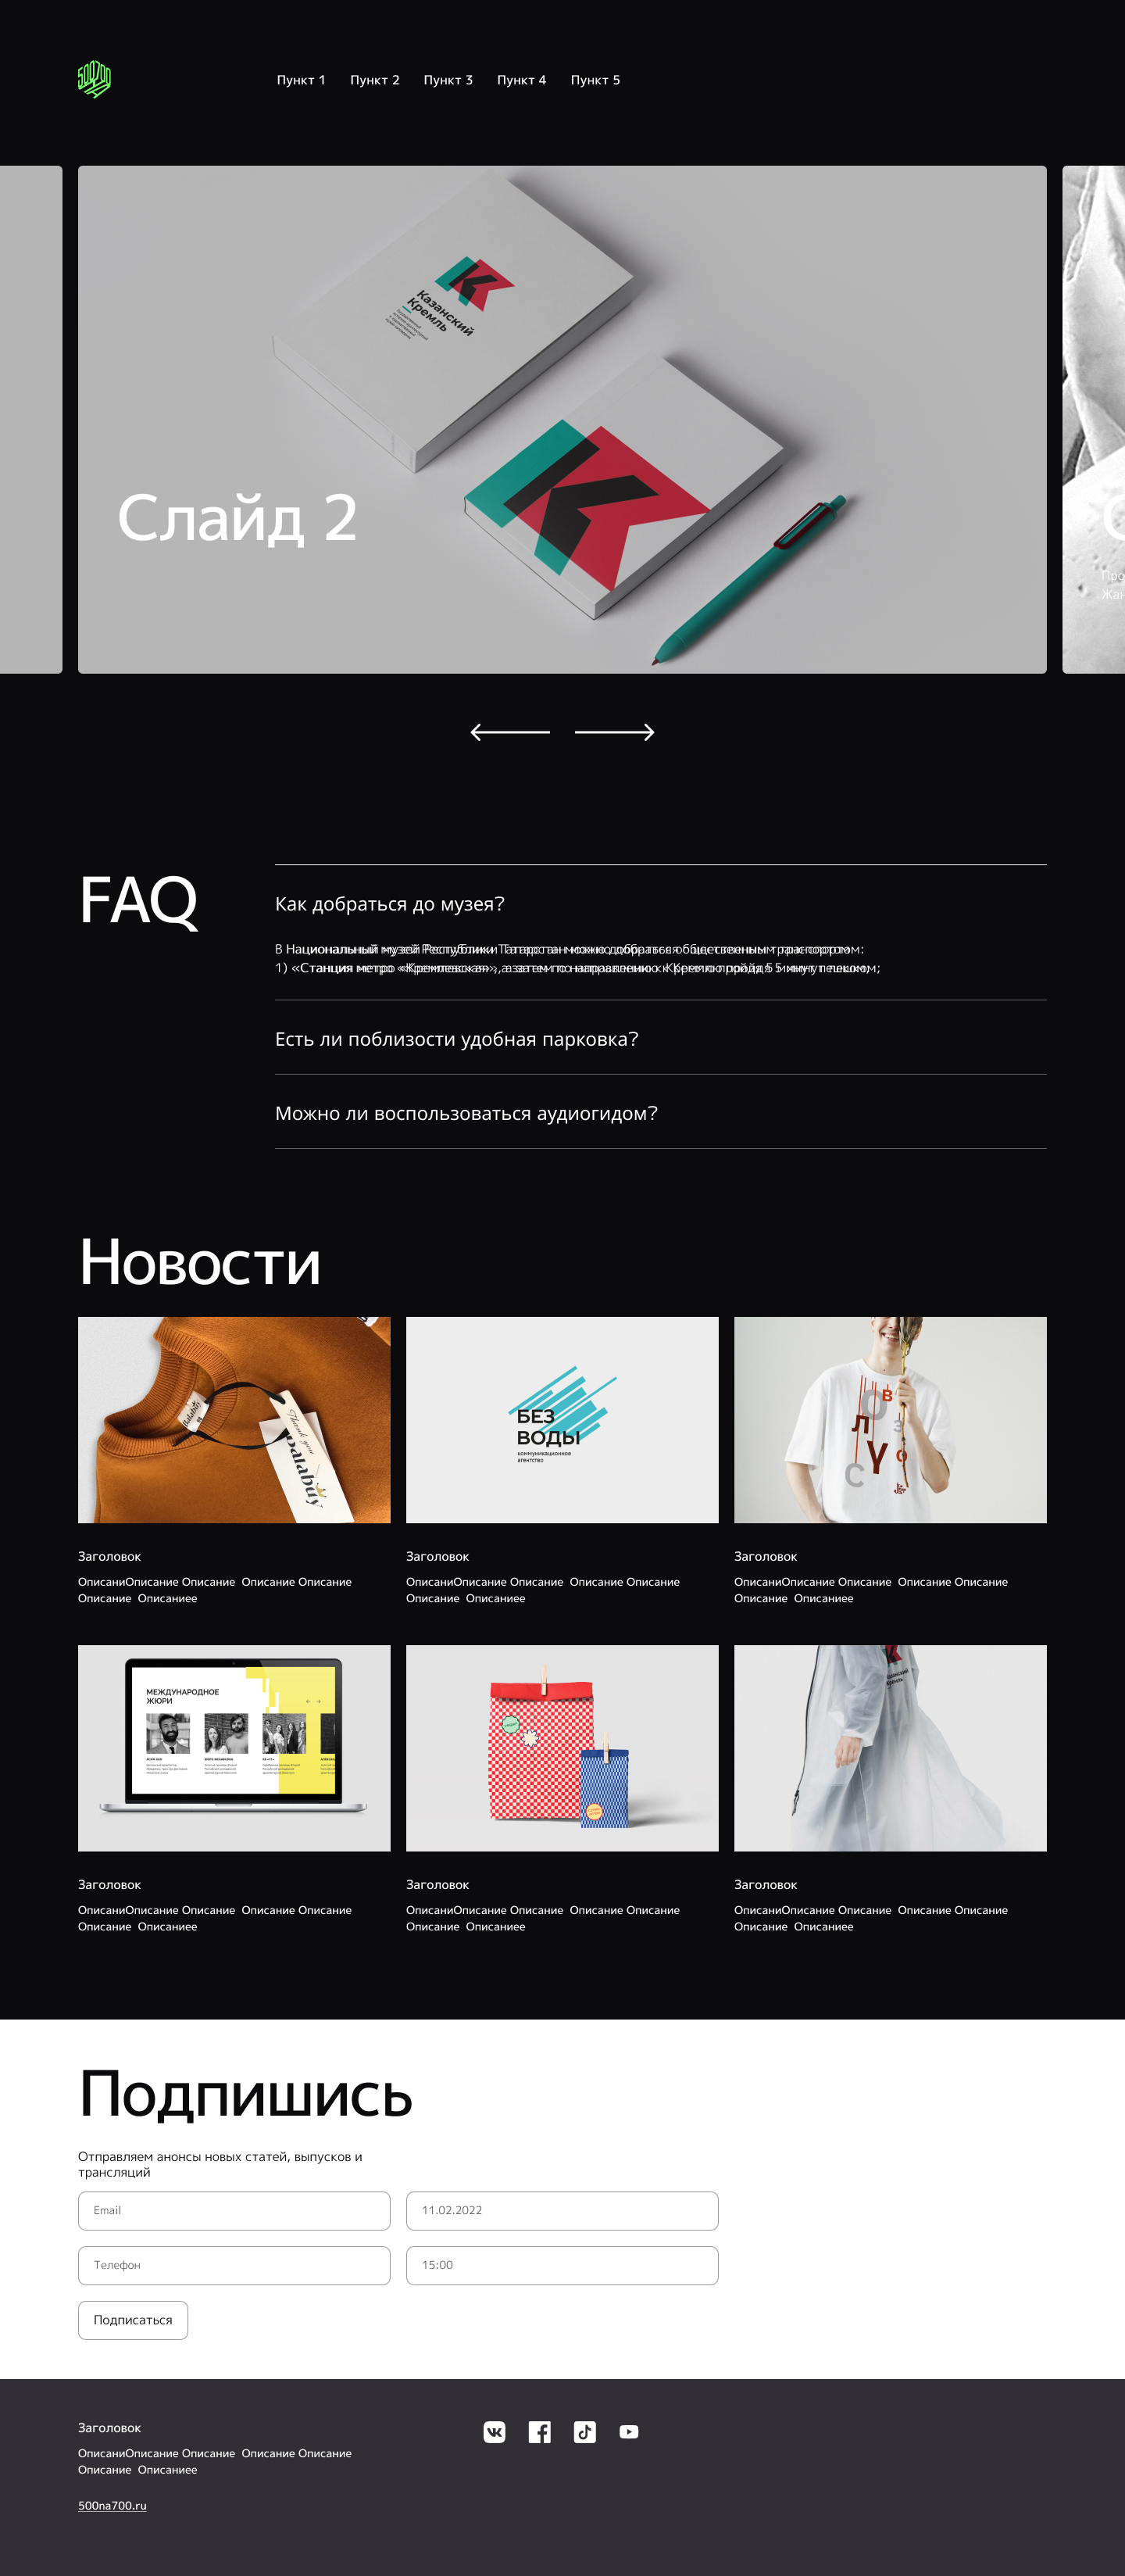 Пункт 1 Пункт 2 Пункт 3 Пункт 4 Пункт 5
Казанский
Кремль
Слайд 2
FAQ
Как добраться до музея?
В Национальный музей Республики Татарстан можно добраться общественным транспортом:
1) «Станция метро «Кремлевская», а затем по направлению к Кремлю пройдя 5 минут пешком;
Есть ли поблизости удобная парковка?
Можно ли воспользоваться аудиогидом?
Новости
Thank you
balabuy
БЕЗ
ВОДЫ
коммуникационное
агентство
Заголовок Заголовок Заголовок
ОписаниОписание Описание Описание Описание
Описание Описаниее
ОписаниОписание Описание Описание Описание
Описание Описаниее
ОписаниОписание Описание Описание Описание
Описание Описаниее
МЕЖДУНАРОДНОЕ
ЖЮРИ
Кремль
Заголовок Заголовок Заголовок
ОписаниОписание Описание Описание Описание
Описание Описаниее
ОписаниОписание Описание Описание Описание
Описание Описаниее
ОписаниОписание Описание Описание Описание
Описание Описаниее
Подпишись
Отправляем анонсы новых статей, выпусков и
трансляций
Email 11.02.2022
Телефон 15:00
Подписаться
Заголовок
ОписаниОписание Описание Описание Описание
Описание Описаниее
500na700.ru